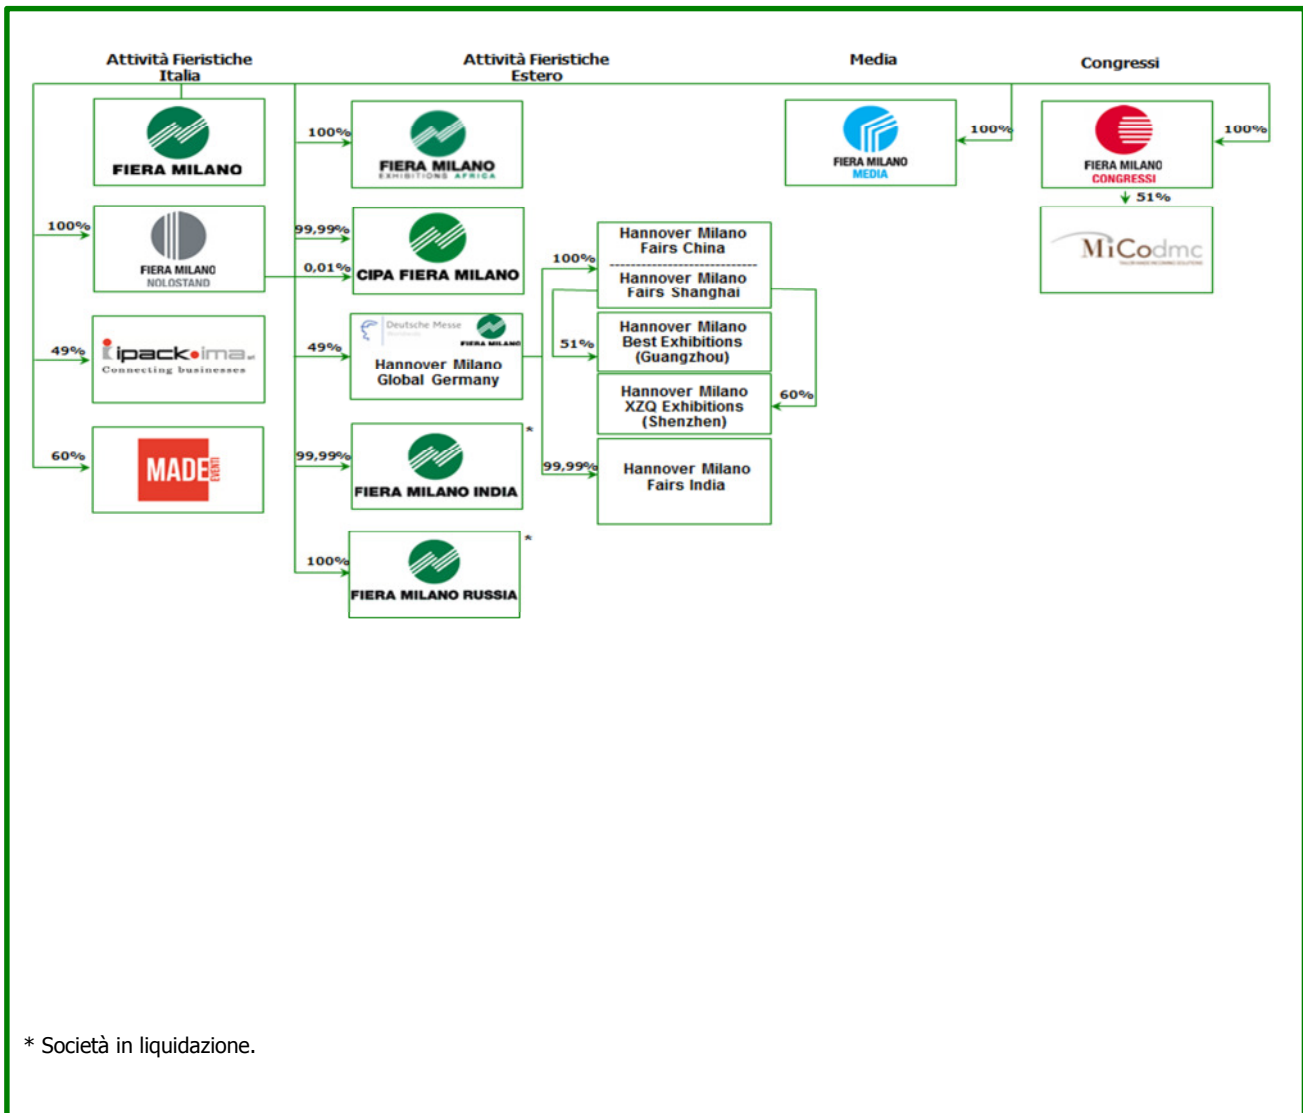 Attività Fieristiche
Italia
Attività Fieristiche
Estero
Media
Congressi
FIERA MILANO
100%
FIERA MILANO
EXHIBITIONS AFRICA
FIERA MILANO
MEDIA
100%
FIERA MILANO
CONGRESSI
100%
51%
MiCodmc
100%
FIERA MILANO
NOLOSTAND
99,99%
0,01%
CIPA FIERA MILANO
100%
Hannover Milano
Fairs China
Hannover Milano
Fairs Shanghai
49%
ipack•ima srl
Connecting businesses
49%
Deutsche Messe
FIERA MILANO
Hannover Milano
Global Germany
51%
Hannover Milano
Best Exhibitions
(Guangzhou)
Hannover Milano
XZQ Exhibitions
(Shenzhen)
60%
60%
MADE
EVENTI
99,99%
FIERA MILANO INDIA
*
99,99%
Hannover Milano
Fairs India
100%
FIERA MILANO RUSSIA
*
* Società in liquidazione.